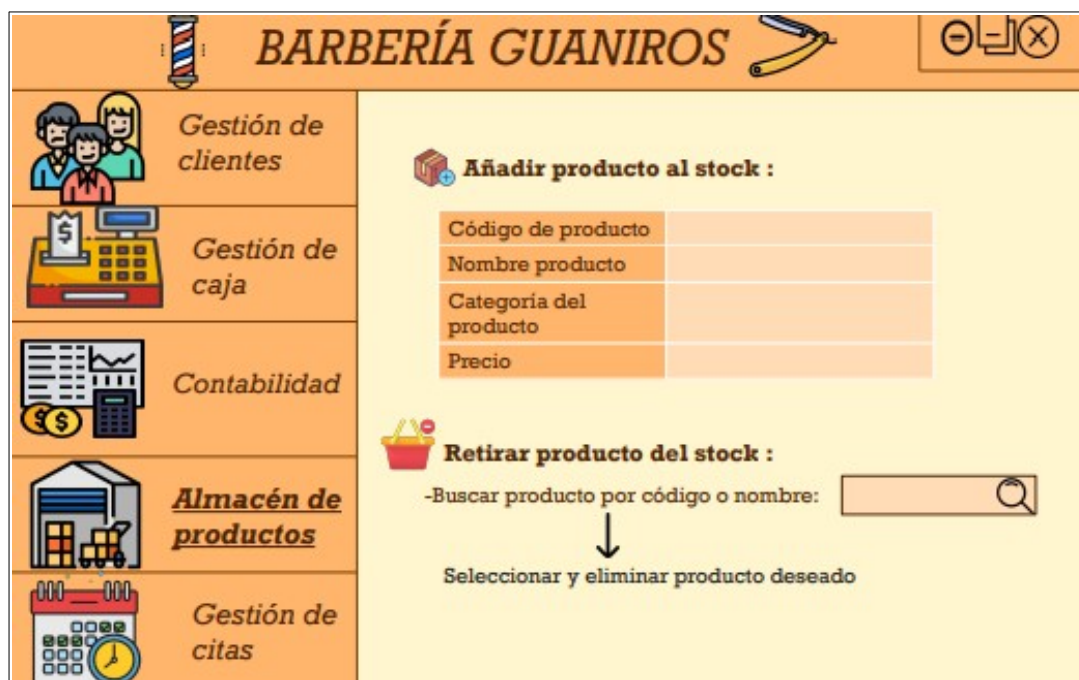 BARBERÍA GUANIROS
Gestión de
clientes
Gestión de
caja
Contabilidad
Almacén de
productos
Gestión de
citas
Añadir producto al stock :
Código de producto
Nombre producto
Categoría del
producto
Precio
Retirar producto del stock :
-Buscar producto por código o nombre:
Seleccionar y eliminar producto deseado